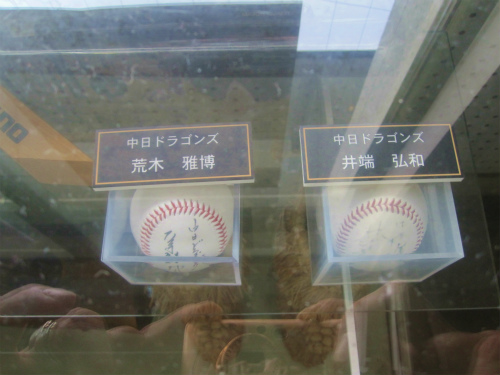 中日ドラゴンズ
荒木 雅博
中日ドラゴンズ
井端 弘和